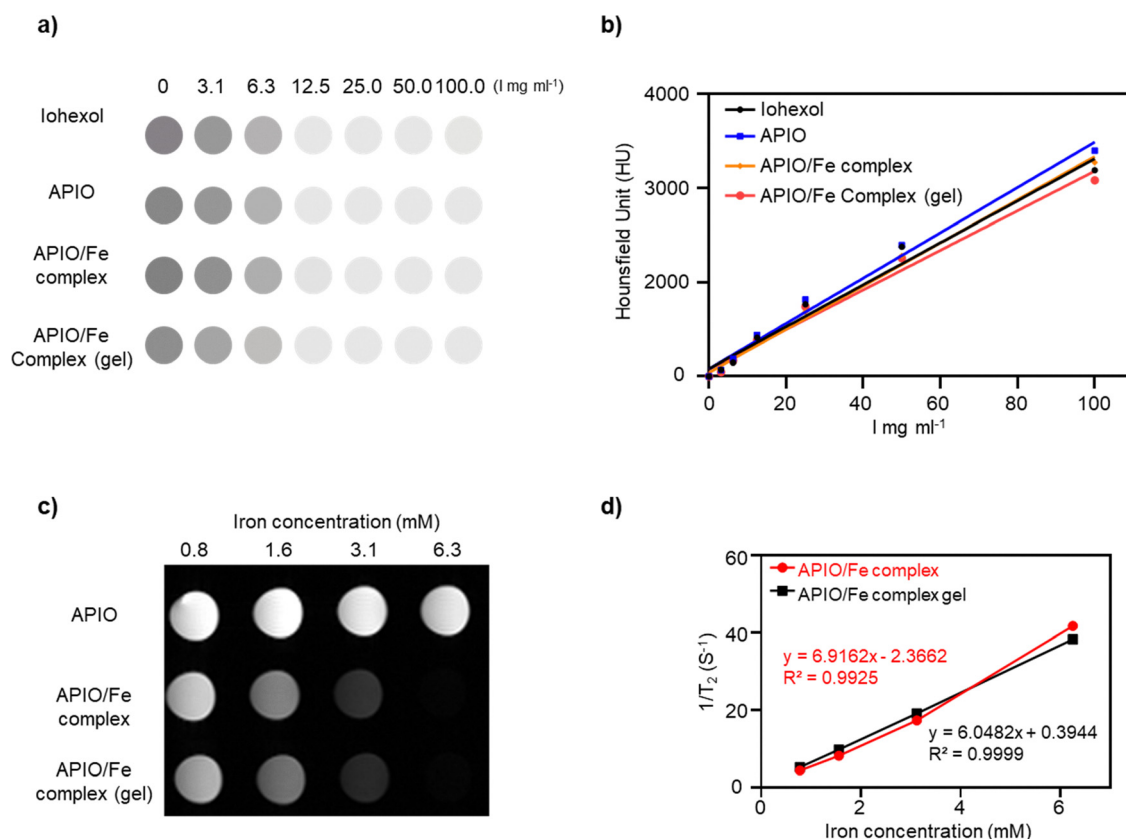 a)
0 3.1 6.3 12.5 25.0 50.0 100.0 (I mg ml-1)
Iohexol
APIO
APIO/Fe
complex
APIO/Fe
Complex (gel)
b)
4000
3000
2000
0
Hounsfield Unit (HU)
Iohexol
APIO
APIO/Fe complex
APIO/Fe Complex (gel)
0 20 40 60 80 100
I mg ml-1
c)
Iron concentration (mM)
0.8 1.6 3.1 6.3
APIO
APIO/Fe
complex
APIO/Fe
complex (gel)
d)
60
40
20
0
1/T2 (S-1)
APIO/Fe complex
APIO/Fe complex gel
y = 6.9162x - 2.3662
R² = 0.9925
y = 6.0482x + 0.3944
R² = 0.9999
0 2 4 6
Iron concentration (mM)